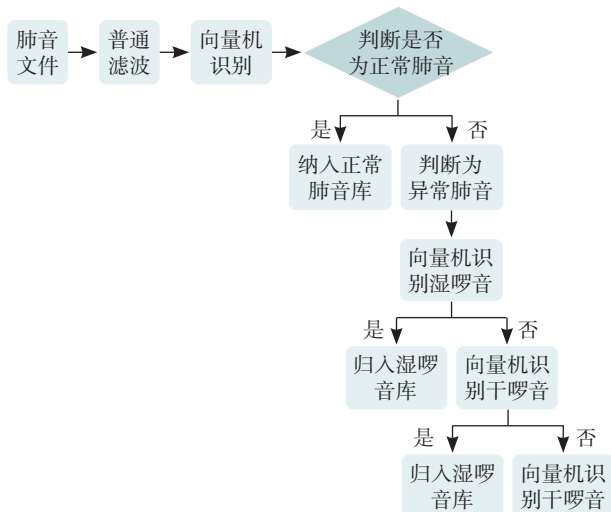 肺音
文件
普通
滤波
向量机
识别
判断是否
为正常肺音
是
否
纳入正常
肺音库
判断为
异常肺音
向量机识
别湿啰音
是
否
归入湿啰
音库
向量机识
别干啰音
是
否
归入湿啰
音库
向量机识
别干啰音